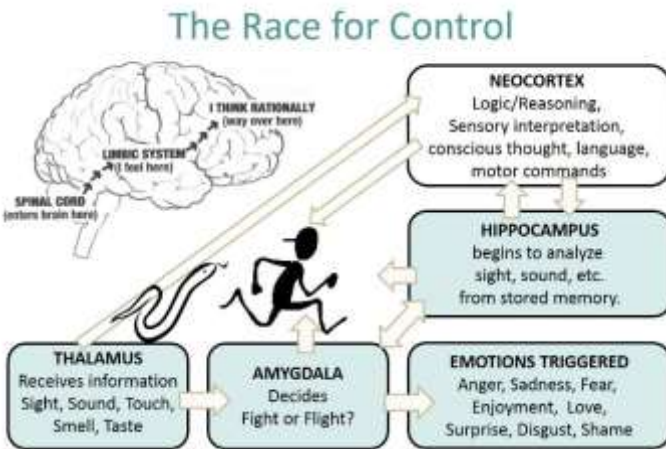 The Race for Control
I THINK RATIONALLY
(way over here)
LIMBIC SYSTEM
(I feel here)
SPINAL CORD
(enters brain here)
NEOCORTEX
Logic/Reasoning,
Sensory interpretation,
conscious thought, language,
motor commands
HIPPOCAMPUS
begins to analyze
sight, sound, etc.
from stored memory.
THALAMUS
Receives information
Sight, Sound, Touch,
Smell, Taste
AMYGDALA
Decides
Fight or Flight?
EMOTIONS TRIGGERED
Anger, Sadness, Fear,
Enjoyment, Love,
Surprise, Disgust, Shame